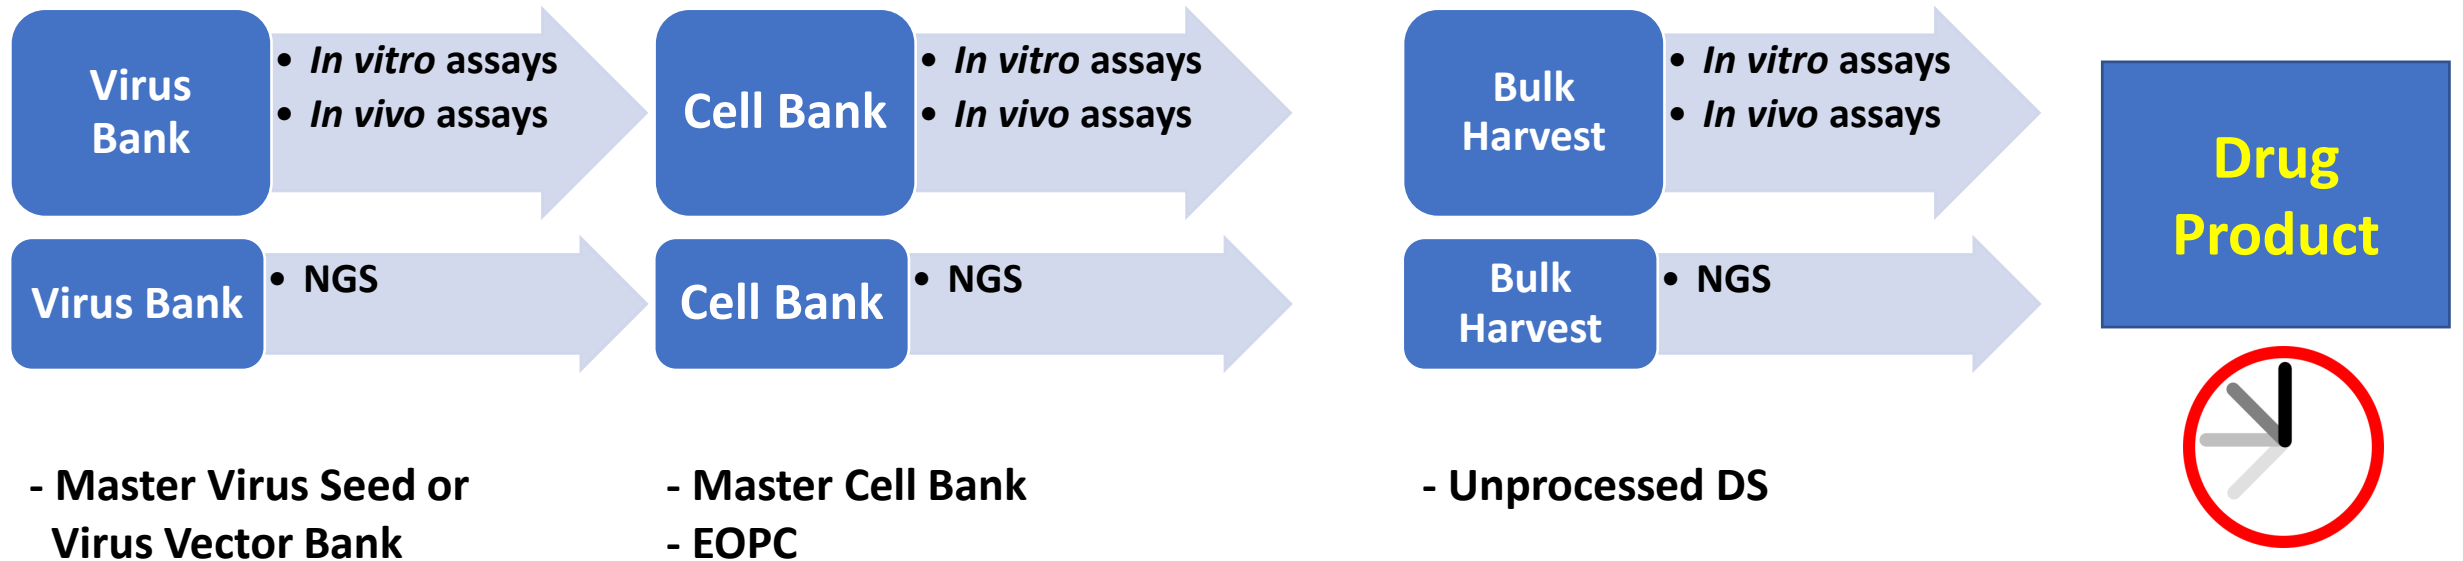 Virus
Bank
• In vitro assays
• In vivo assays
Cell Bank
• In vitro assays
• In vivo assays
Bulk
Harvest
• In vitro assays
• In vivo assays
Drug
Product
Virus Bank
• NGS
Cell Bank
• NGS
Bulk
Harvest
• NGS
- Master Virus Seed or
Virus Vector Bank
- Master Cell Bank
- EOPC
- Unprocessed DS